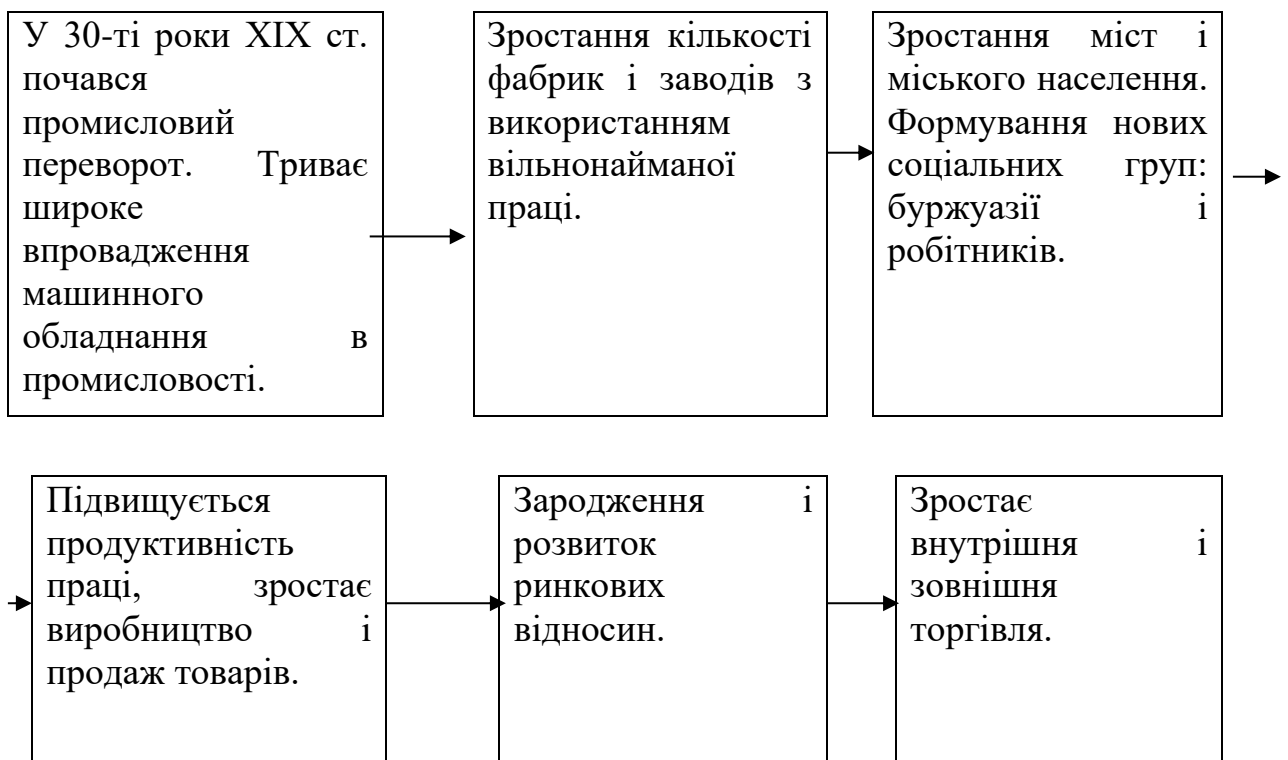 У 30-ті роки ХІХ ст.
почався
промисловий
переворот. Триває
широке
впровадження
машинного
обладнання в
промисловості.
Зростання кількості
фабрик і заводів з
використанням
вільнонайманої
праці.
Зростання міст і
міського населення.
Формування нових
соціальних груп:
буржуазії і
робітників.
Підвищується
продуктивність
праці, зростає
виробництво і
продаж товарів.
Зародження і
розвиток
ринкових
відносин.
Зростає
внутрішня і
зовнішня
торгівля.